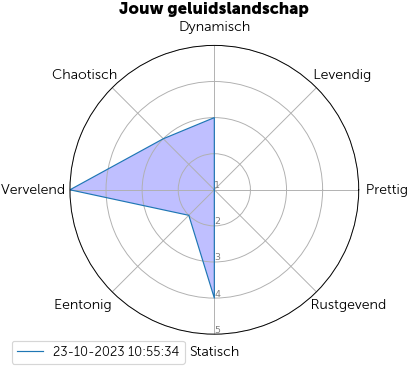 Jouw geluidslandschap
Dynamisch
Chaotisch
Levendig
Vervelend
1
Prettig
2
3
4
Eentonig
Rustgevend
5
23-10-2023 10:55:34
Statisch